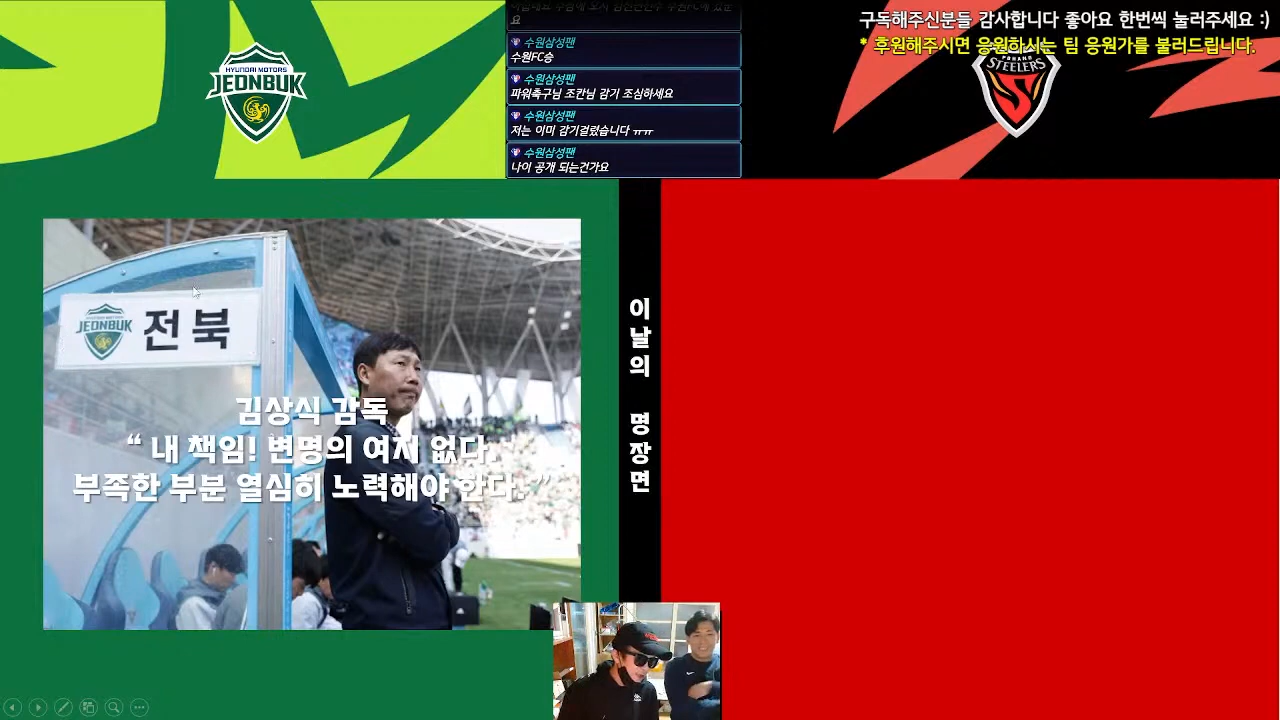 구독해주신분들 감사합니다 좋아요 한번씩 눌러주세요 :)
* 후원해주시면 응원하시는 팀 응원가를 불러드립니다.
HYUNDAI MOTORS
JEONBUK
요
수원삼성팬
수원FC승
수원삼성팬
파워축구님 조칸님 감기 조심하세요
수원삼성팬
저는 이미 감기걸렸습니다 ㅠㅠ
수원삼성팬
나이 공개 되는건가요
POHANG
STEELERS
JEONBUK
전북
김상식 감독
“ 내 책임! 변명의 여지 없다.
부족한 부분 열심히 노력해야 한다. ”
이날의 명장면